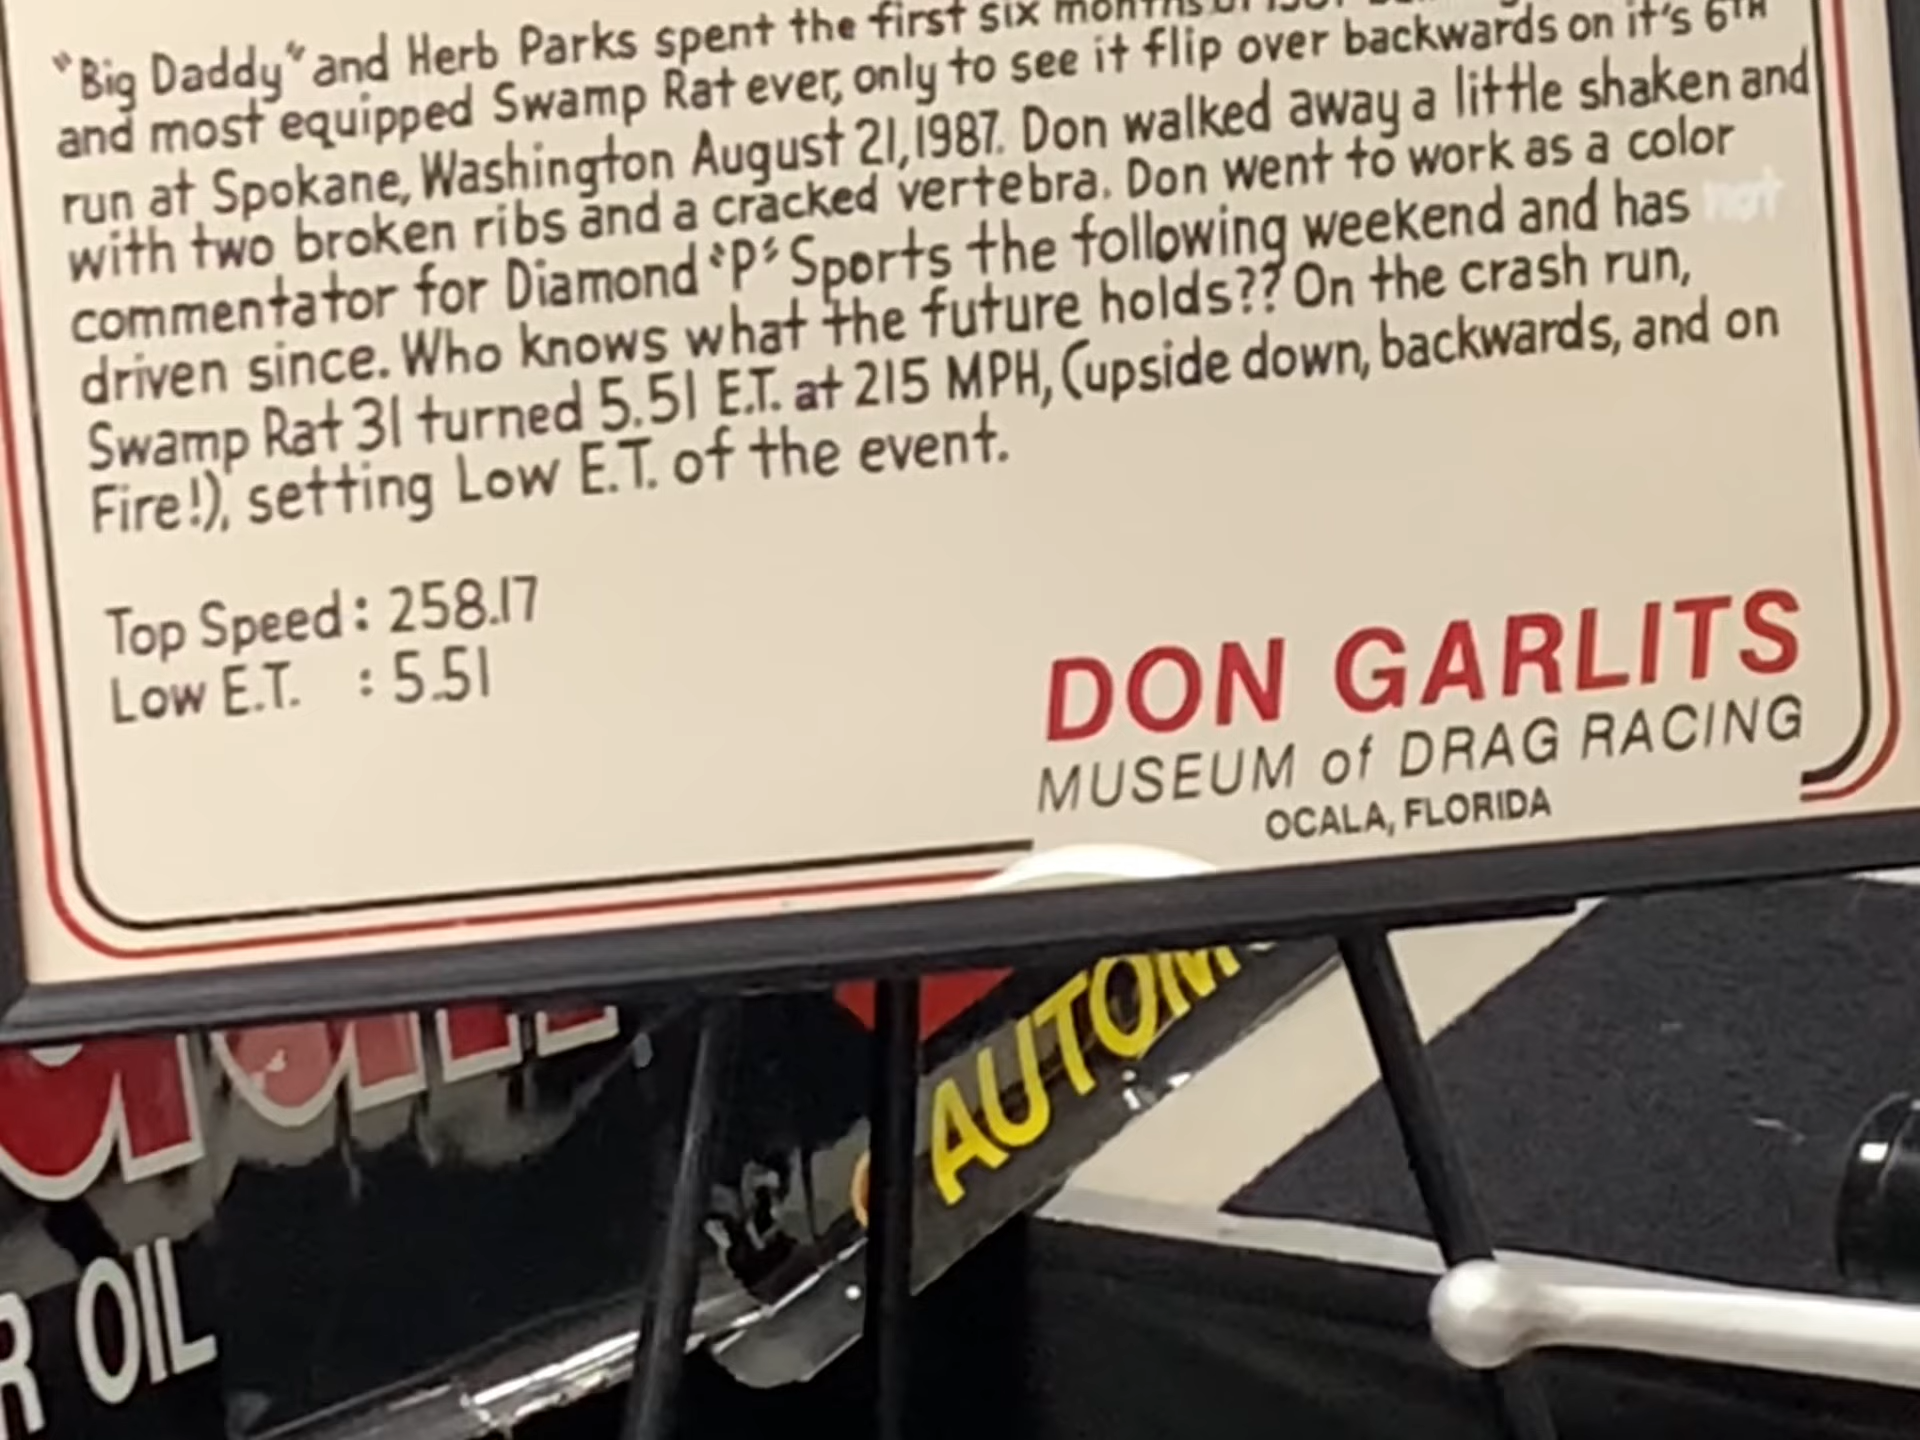 "Big Daddy" and Herb Parks spent the first six months of 1987
and most equipped Swamp Rat ever, only to see it flip over backwards on it's 6TH
run at Spokane, Washington August 21, 1987. Don walked away a little shaken and
with two broken ribs and a cracked vertebra. Don went to work as a color
commentator for Diamond "P" Sports the following weekend and has not
driven since. Who knows what the future holds?? On the crash run,
Swamp Rat 31 turned 5.51 E.T. at 215 MPH, (upside down, backwards, and on
Fire!), setting Low E.T. of the event.
Top Speed: 258.17
Low E.T. : 5.51
DON GARLITS
MUSEUM of DRAG RACING
OCALA, FLORIDA
AUTOM
R OIL